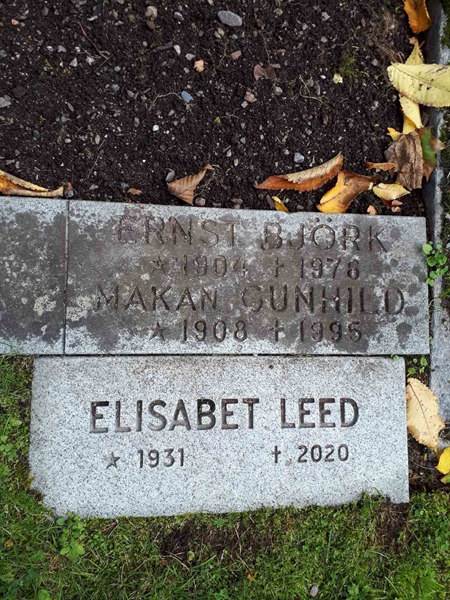 ERNST BJÖRK
★ 1904 † 1976
MAKAN GUNHILD
★ 1908 † 1995
ELISABET LEED
★ 1931 † 2020